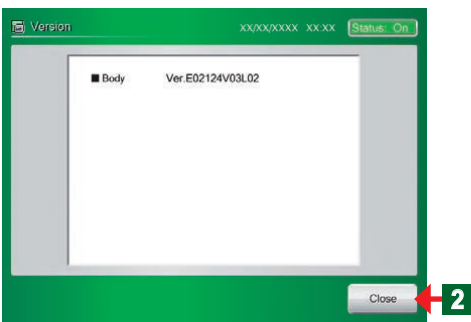 Version XX/XX/XXXX XX:XX Status: On
■ Body Ver.E02124V03L02
Close 2